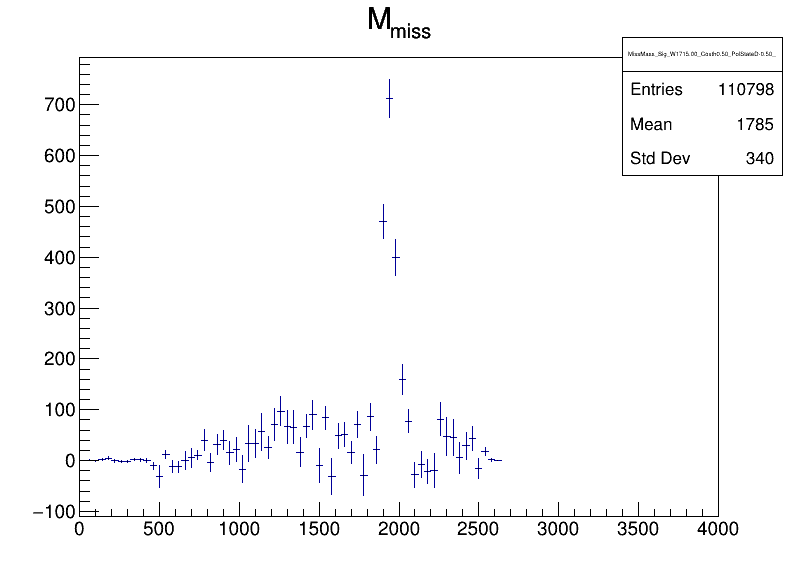 M_miss
MissMass_Sig_W1715.00_Costh0.50_PolStateD-0.50_
Entries 110798
Mean 1785
Std Dev 340
700
600
500
400
300
200
100
0
−100
0 500 1000 1500 2000 2500 3000 3500 4000